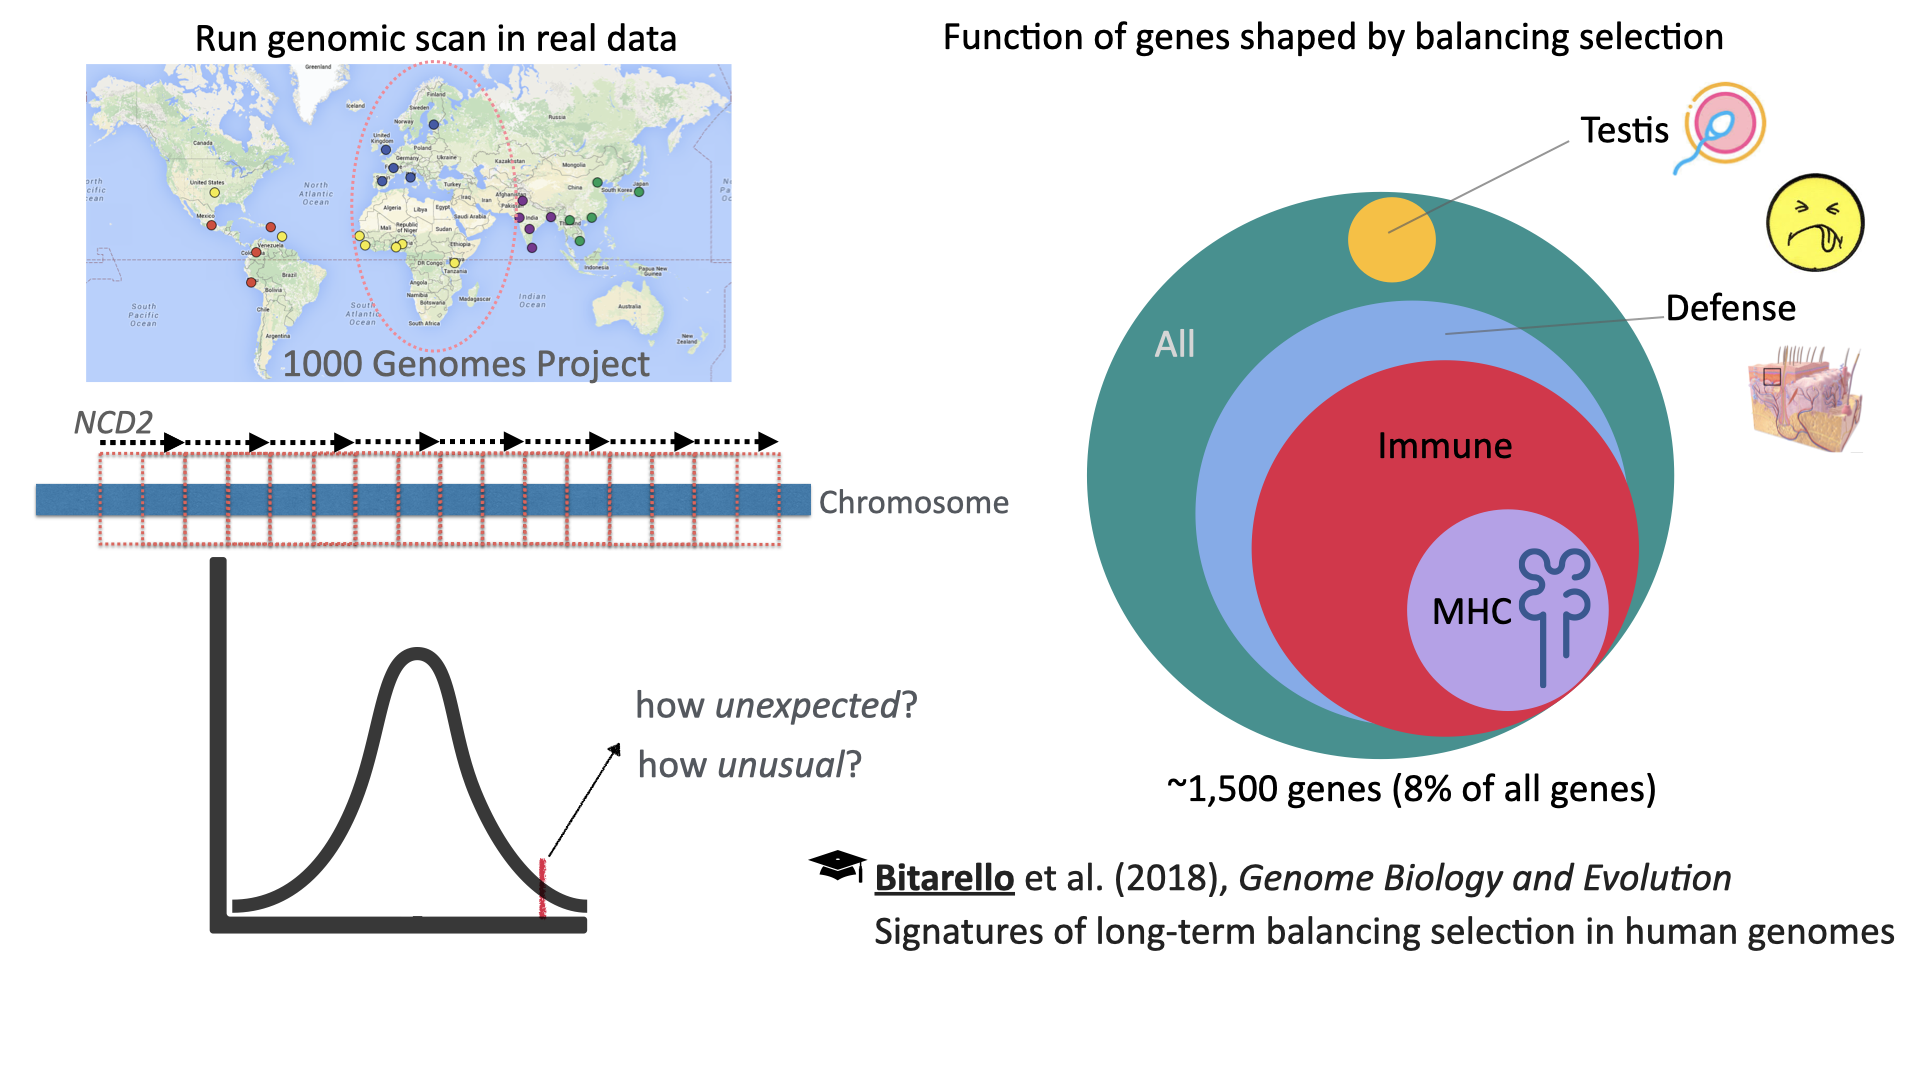 Run genomic scan in real data
Greenland
Iceland
Finland
Sweden
Norway
Russia
United
Kingdom
Canada
Poland
Germany
Ukraine
Kazakhstan
Mongolia
United States
North
Atlantic
Ocean
Turkey
China
South Korea
Japan
Afghanistan
Iraq
Iran
Pakistan
Algeria
Libya
Egypt
Saudi Arabia
India
Mexico
Mali
Sudan
Thailand
Venezuela
Ethiopia
DR Congo
Tanzania
Indonesia
Papua New
Guinea
Brazil
Bolivia
Angola
Namibia
Botswana
Madagascar
South
Pacific
Ocean
Chile
South
Atlantic
Ocean
Indian
Ocean
Australia
South Africa
Argentina
New
Zealand
1000 Genomes Project
NCD2
Chromosome
how unexpected?
how unusual?
Function of genes shaped by balancing selection
Testis
Defense
All
Immune
MHC
~1,500 genes (8% of all genes)
Bitarello et al. (2018), Genome Biology and Evolution
Signatures of long-term balancing selection in human genomes